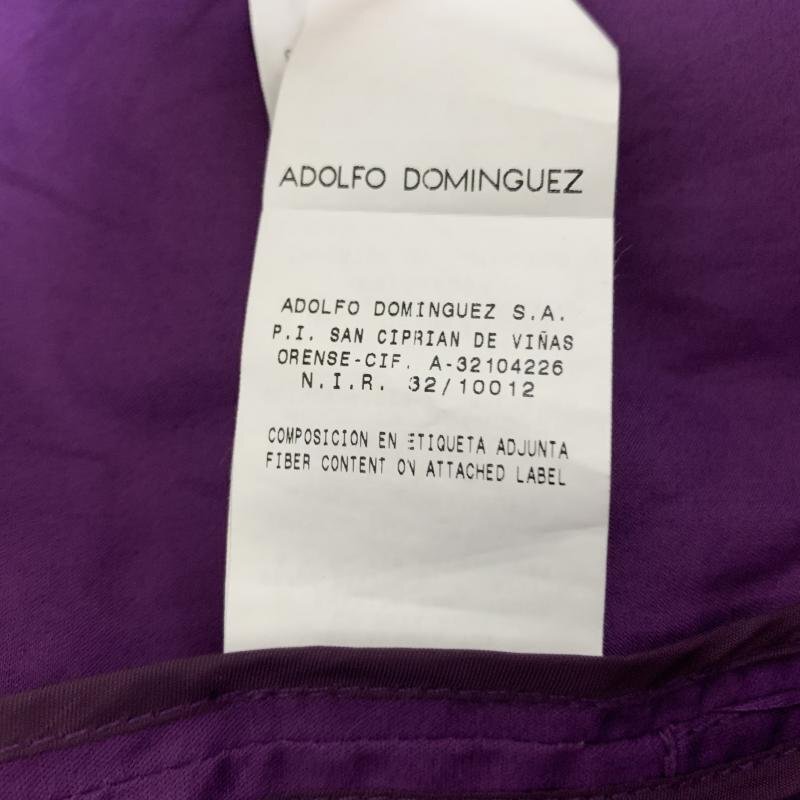 ADOLFO DOMINGUEZ
ADOLFO DOMINGUEZ S.A.
P.I. SAN CIPRIAN DE VIÑAS
ORENSE-CIF. A-32104226
N.I.R. 32/10012
COMPOSICION EN ETIQUETA ADJUNTA
FIBER CONTENT ON ATTACHED LABEL